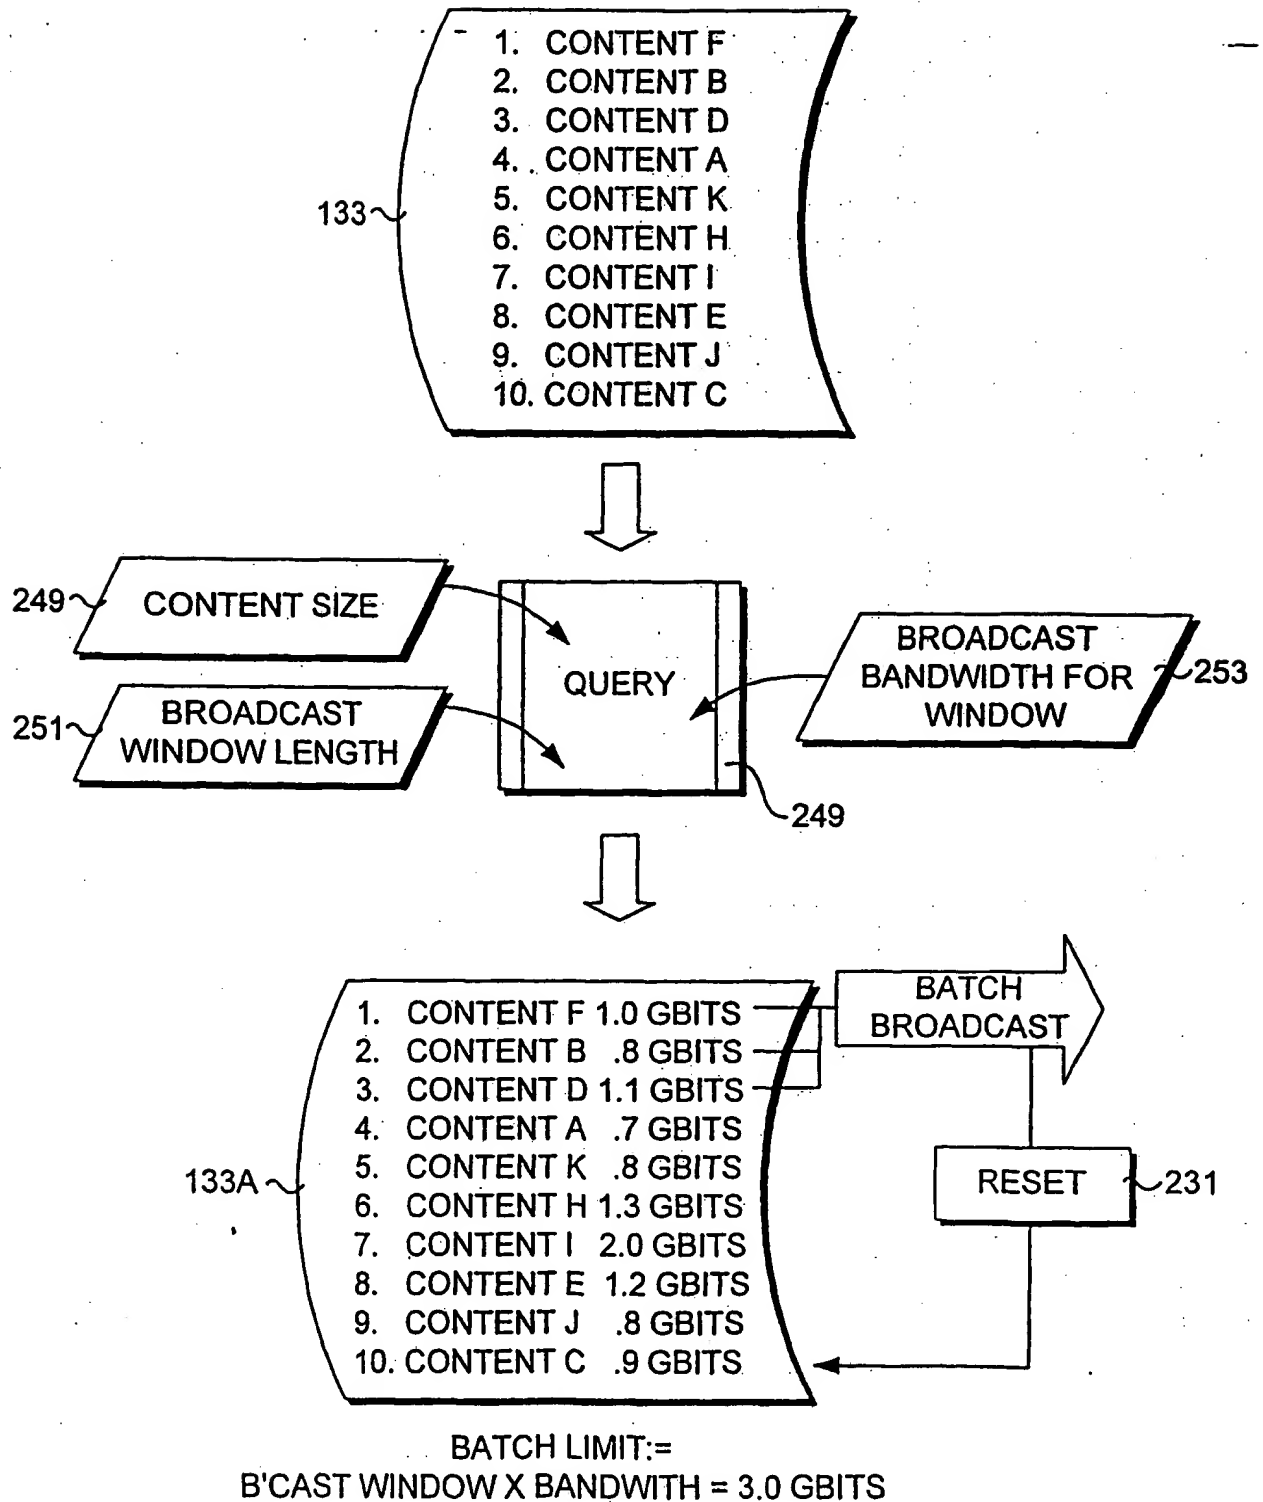 1. CONTENT F
2. CONTENT B
3. CONTENT D
4. CONTENT A
5. CONTENT K
6. CONTENT H
7. CONTENT I
8. CONTENT E
9. CONTENT J
10. CONTENT C
133
249
CONTENT SIZE
251
BROADCAST
WINDOW LENGTH
QUERY
249
BROADCAST
BANDWIDTH FOR
WINDOW
253
1. CONTENT F 1.0 GBITS
2. CONTENT B .8 GBITS
3. CONTENT D 1.1 GBITS
4. CONTENT A .7 GBITS
5. CONTENT K .8 GBITS
6. CONTENT H 1.3 GBITS
7. CONTENT I 2.0 GBITS
8. CONTENT E 1.2 GBITS
9. CONTENT J .8 GBITS
10. CONTENT C .9 GBITS
133A
BATCH
BROADCAST
RESET
231
BATCH LIMIT:=
B'CAST WINDOW X BANDWITH = 3.0 GBITS